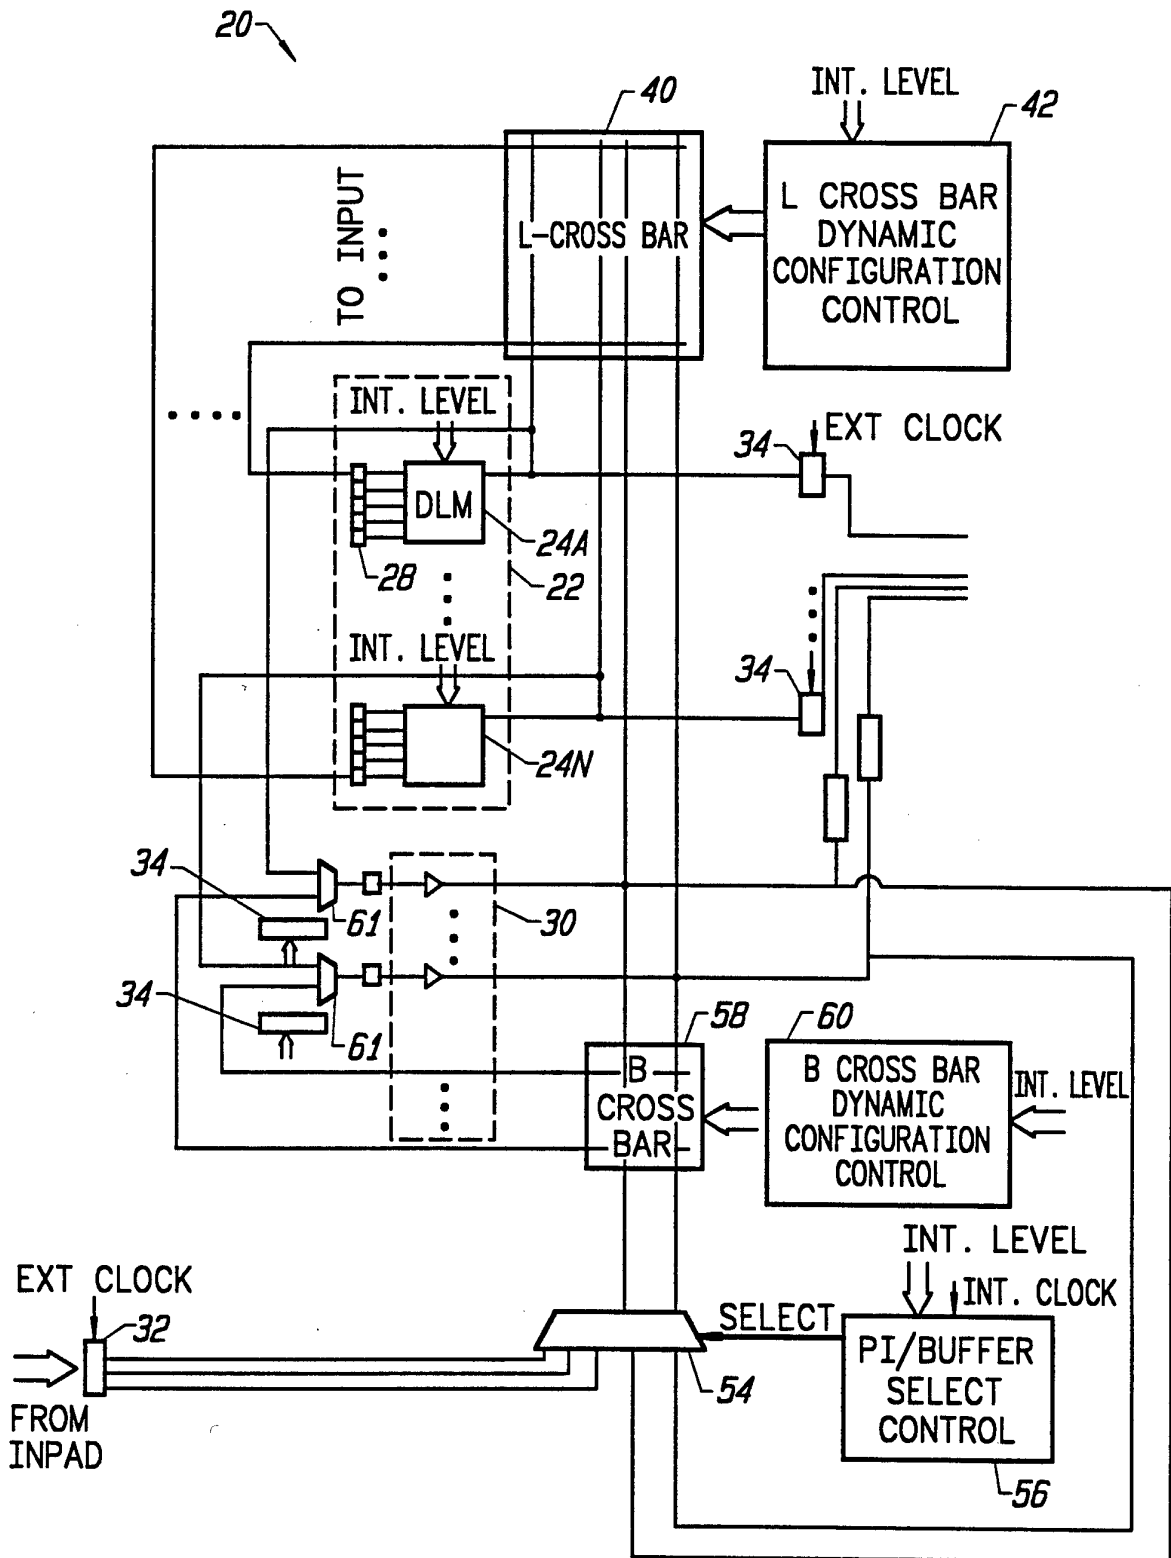 20
40
INT. LEVEL
42
TO INPUT
L-CROSS BAR
L CROSS BAR
DYNAMIC
CONFIGURATION
CONTROL
INT. LEVEL
34
EXT CLOCK
DLM
24A
28
22
INT. LEVEL
34
24N
34
61
30
34
61
58
60
B
CROSS
BAR
B CROSS BAR
DYNAMIC
CONFIGURATION
CONTROL
INT. LEVEL
INT. LEVEL
INT. CLOCK
EXT CLOCK
32
SELECT
54
PI/BUFFER
SELECT
CONTROL
FROM
INPAD
56